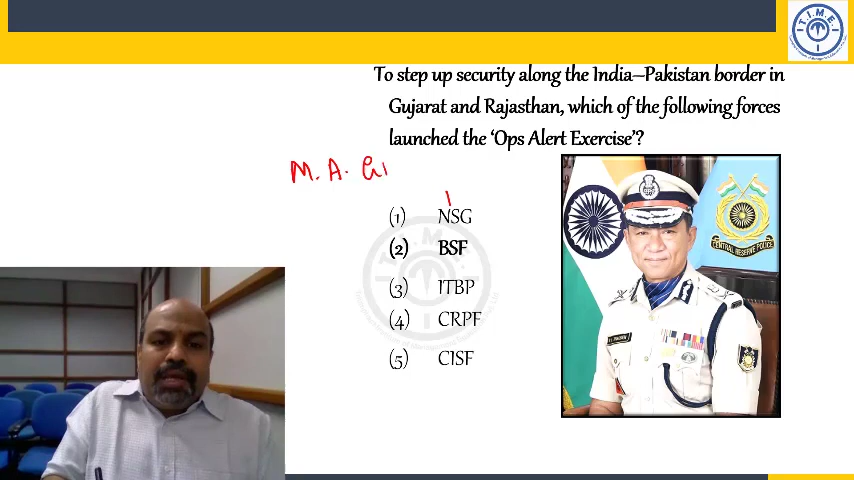 T.I.M.E.
To step up security along the India–Pakistan border in
Gujarat and Rajasthan, which of the following forces
launched the ‘Ops Alert Exercise’?
M. A.
(1) NSG
(2) BSF
(3) ITBP
(4) CRPF
(5) CISF
CENTRAL RESERVE POLICE